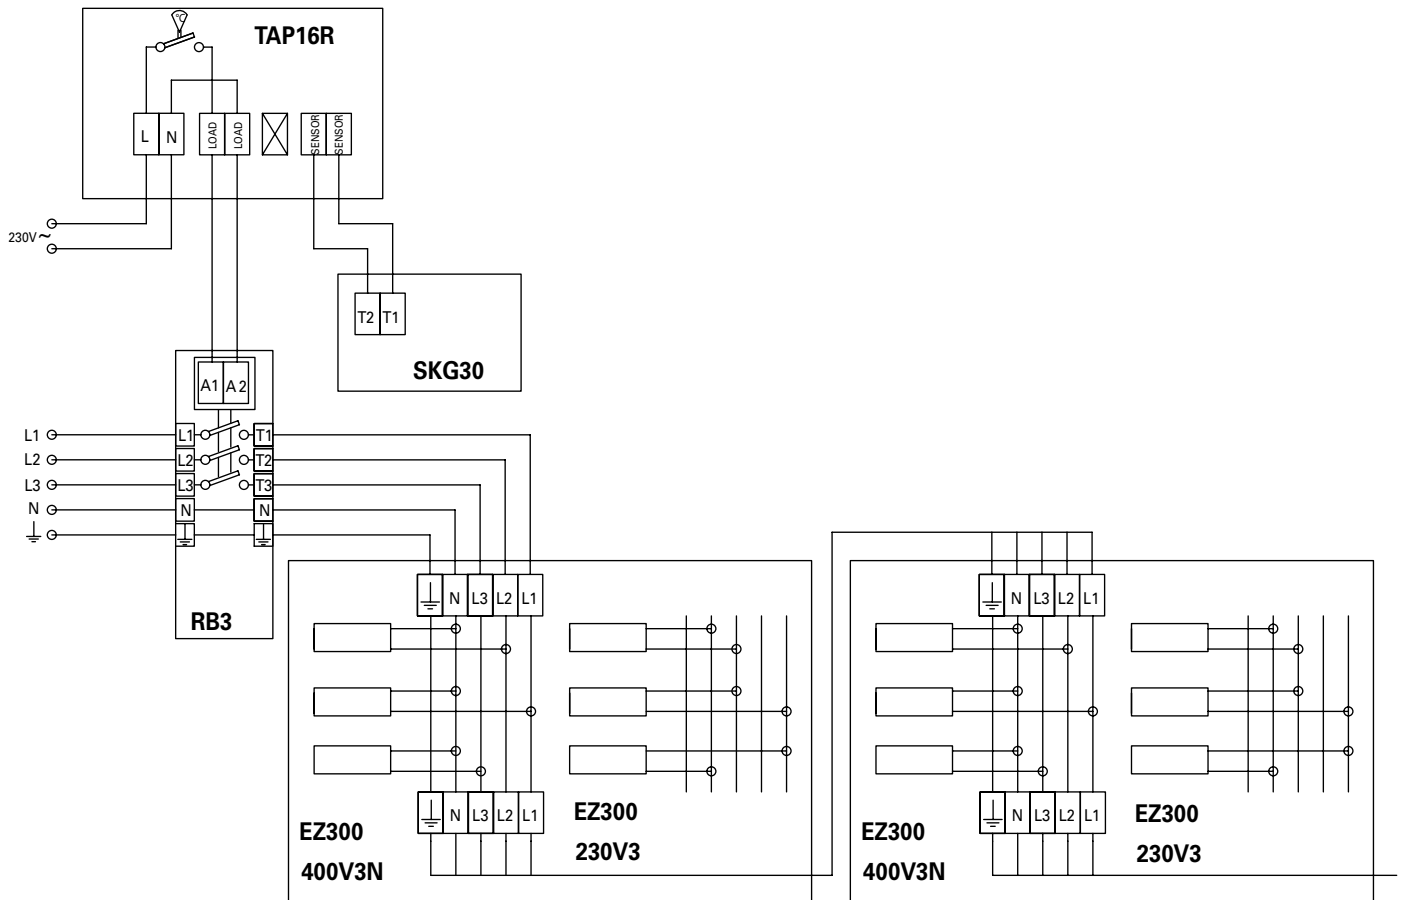 °C
TAP16R
L N LOAD LOAD SENSOR SENSOR
230V~
T2 T1
SKG30
A1 A2
L1 L1 T1
L2 L2 T2
L3 L3 T3
N N N
RB3
N L3 L2 L1
N L3 L2 L1
N L3 L2 L1
EZ300
400V3N
EZ300
230V3
N L3 L2 L1
EZ300
400V3N
EZ300
230V3